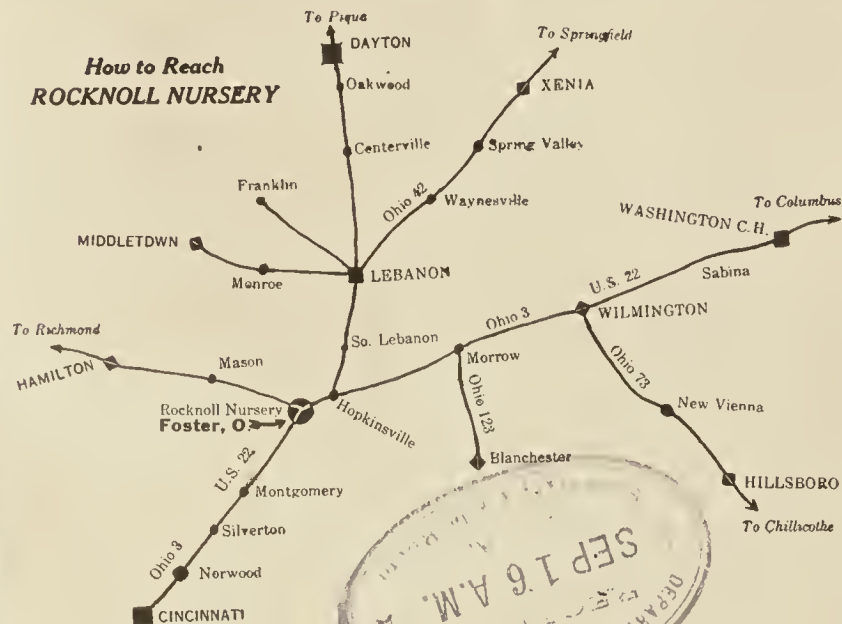 How to Reach
ROCKNOLL NURSERY
To Piqua
DAYTON
Oakwood
Centerville
To Springfield
XENIA
Spring Valley
Ohio 42
Waynesville
Franklin
MIDDLETOWN
Monroe
LEBANON
So. Lebanon
To Columbus
WASHINGTON C.H.
Sabina
U.S. 22
WILMINGTON
Ohio 3
Morrow
Ohio 123
Blanchester
Ohio 73
New Vienna
HILLSBORO
To Chillicothe
To Richmond
HAMILTON
Mason
Rocknoll Nursery
Foster, O.
Hopkinsville
U.S. 22
Montgomery
Silverton
Ohio 3
Norwood
CINCINNATI
SEP 16 A.M.